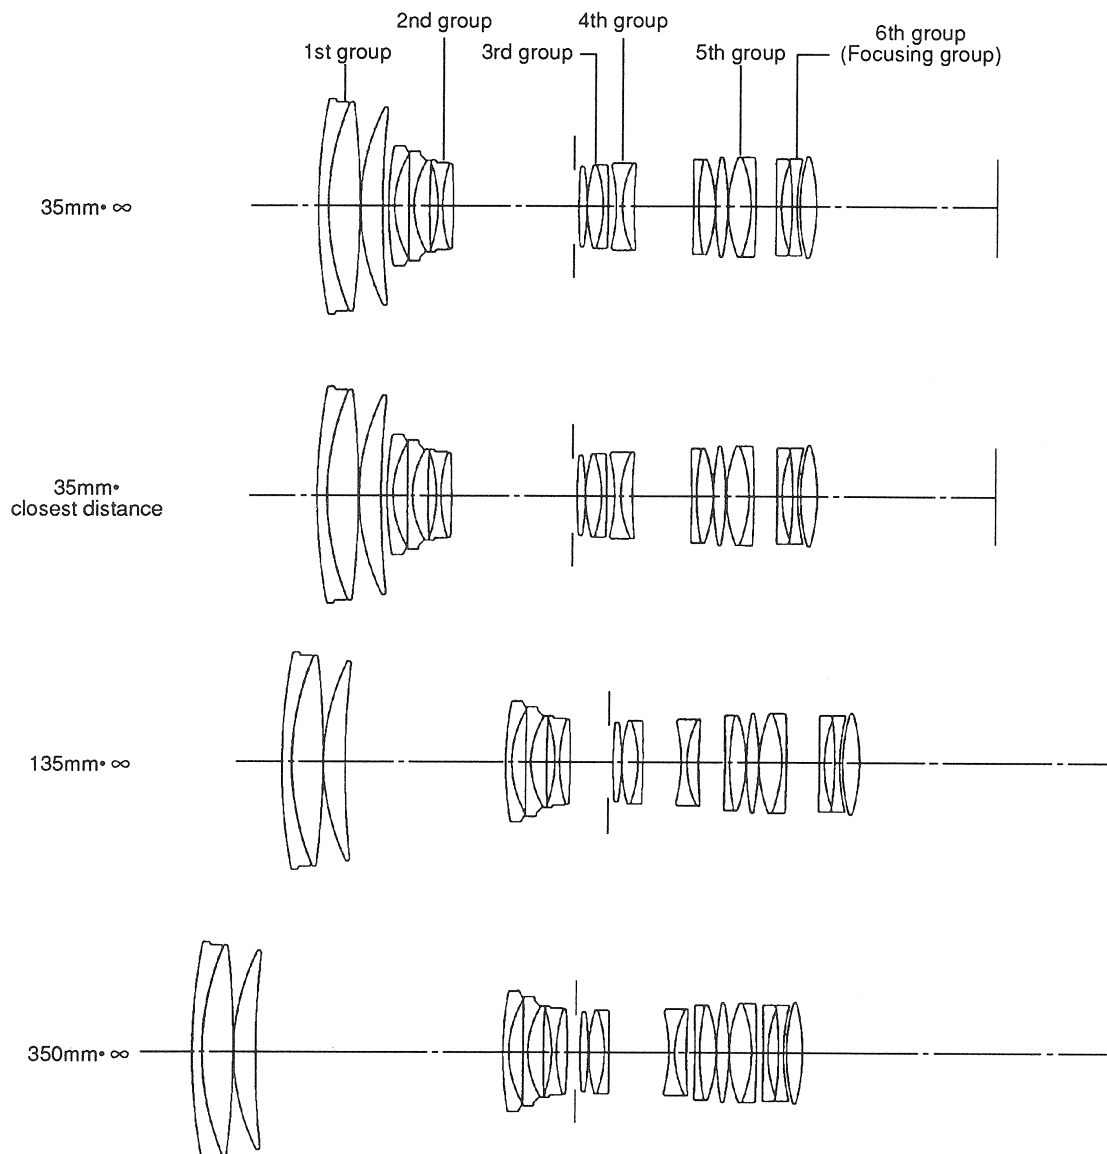 2nd group
4th group
1st group
3rd group
5th group
6th group
(Focusing group)
35mm• ∞
35mm•
closest distance
135mm• ∞
350mm• ∞